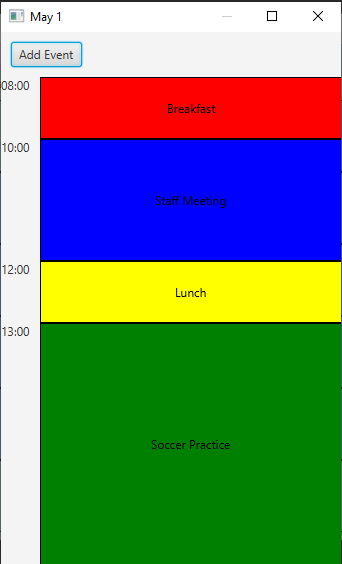 May 1
Add Event
08:00
Breakfast
10:00
Staff Meeting
12:00
Lunch
13:00
Soccer Practice